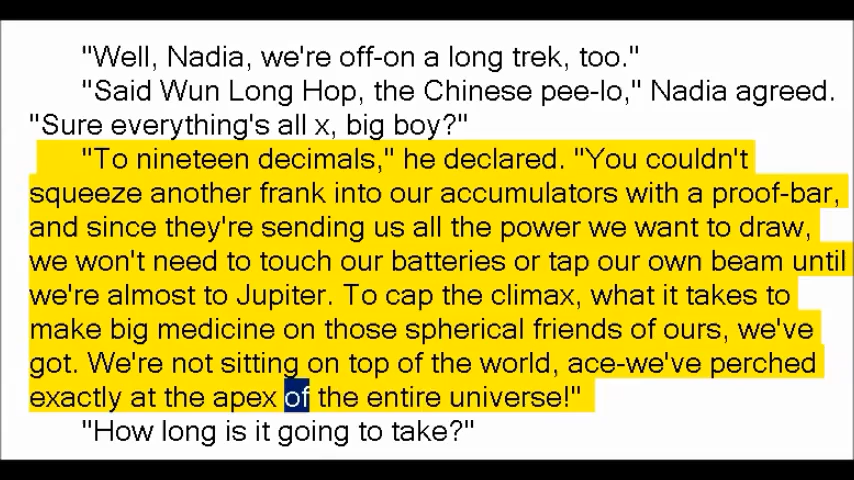 "Well, Nadia, we're off-on a long trek, too."
"Said Wun Long Hop, the Chinese pee-lo," Nadia agreed.
"Sure everything's all x, big boy?"
"To nineteen decimals," he declared. "You couldn't
squeeze another frank into our accumulators with a proof-bar,
and since they're sending us all the power we want to draw,
we won't need to touch our batteries or tap our own beam until
we're almost to Jupiter. To cap the climax, what it takes to
make big medicine on those spherical friends of ours, we've
got. We're not sitting on top of the world, ace-we've perched
exactly at the apex of the entire universe!"
"How long is it going to take?"